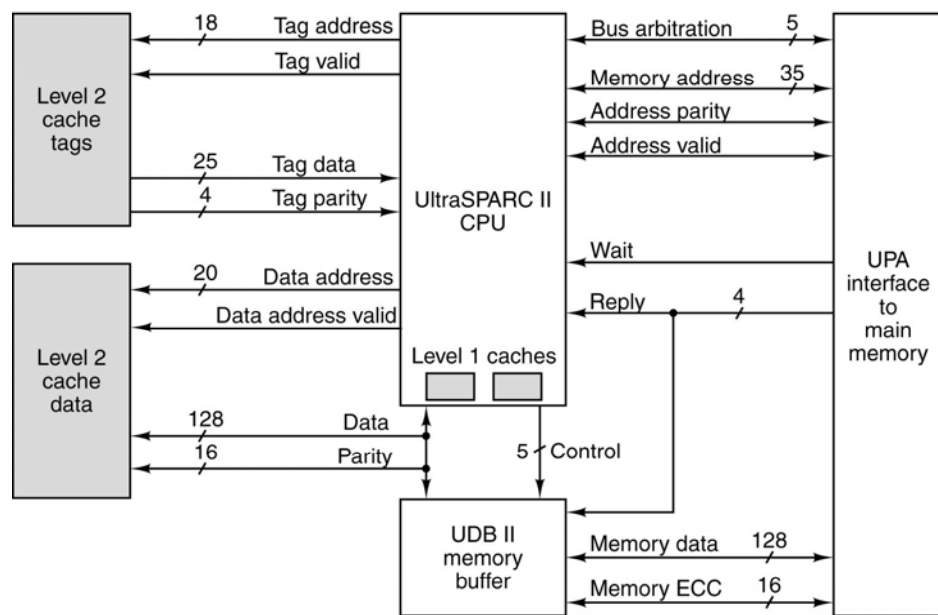 18 Tag address
Tag valid
Level 2
cache
tags
25 Tag data
4 Tag parity
UltraSPARC II
CPU
Bus arbitration 5
Memory address 35
Address parity
Address valid
Wait
Reply 4
UPA
interface
to
main
memory
20 Data address
Data address valid
Level 2
cache
data
Level 1 caches
128 Data
16 Parity
5 Control
UDB II
memory
buffer
Memory data 128
Memory ECC 16